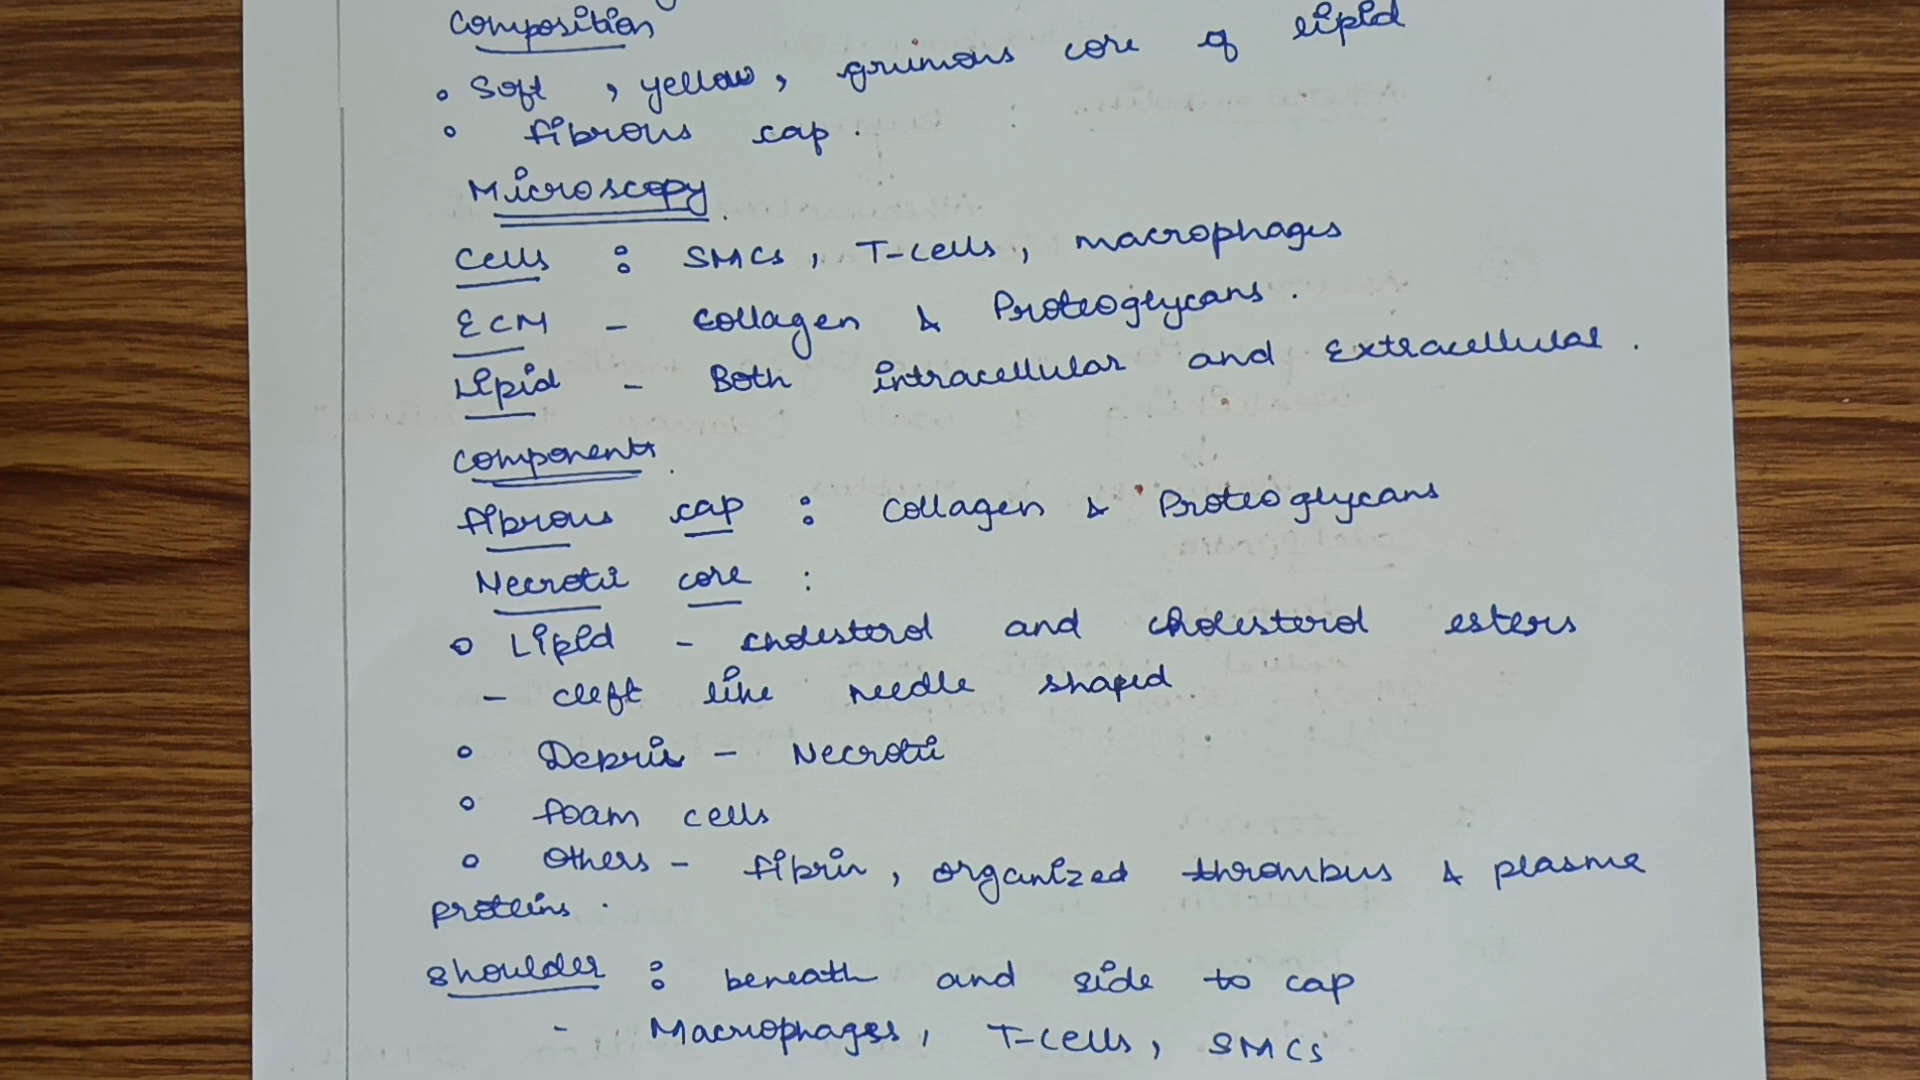 Composition
• Soft , yellow, grumous core of lipid
• fibrous cap.
Microscopy
Cells : SMCs, T-cells, macrophages
ECM - collagen & Proteoglycans.
Lipid - Both intracellular and Extracellular.
Components
fibrous cap : Collagen & Proteoglycans
Necrotic core :
• Lipid - cholesterol and cholesterol esters
- cleft like needle shaped
• Debris - Necrotic
• foam cells
• Others - fibrin, organized thrombus & plasma
proteins.
Shoulder : beneath and side to cap
- Macrophages, T-cells, SMCs